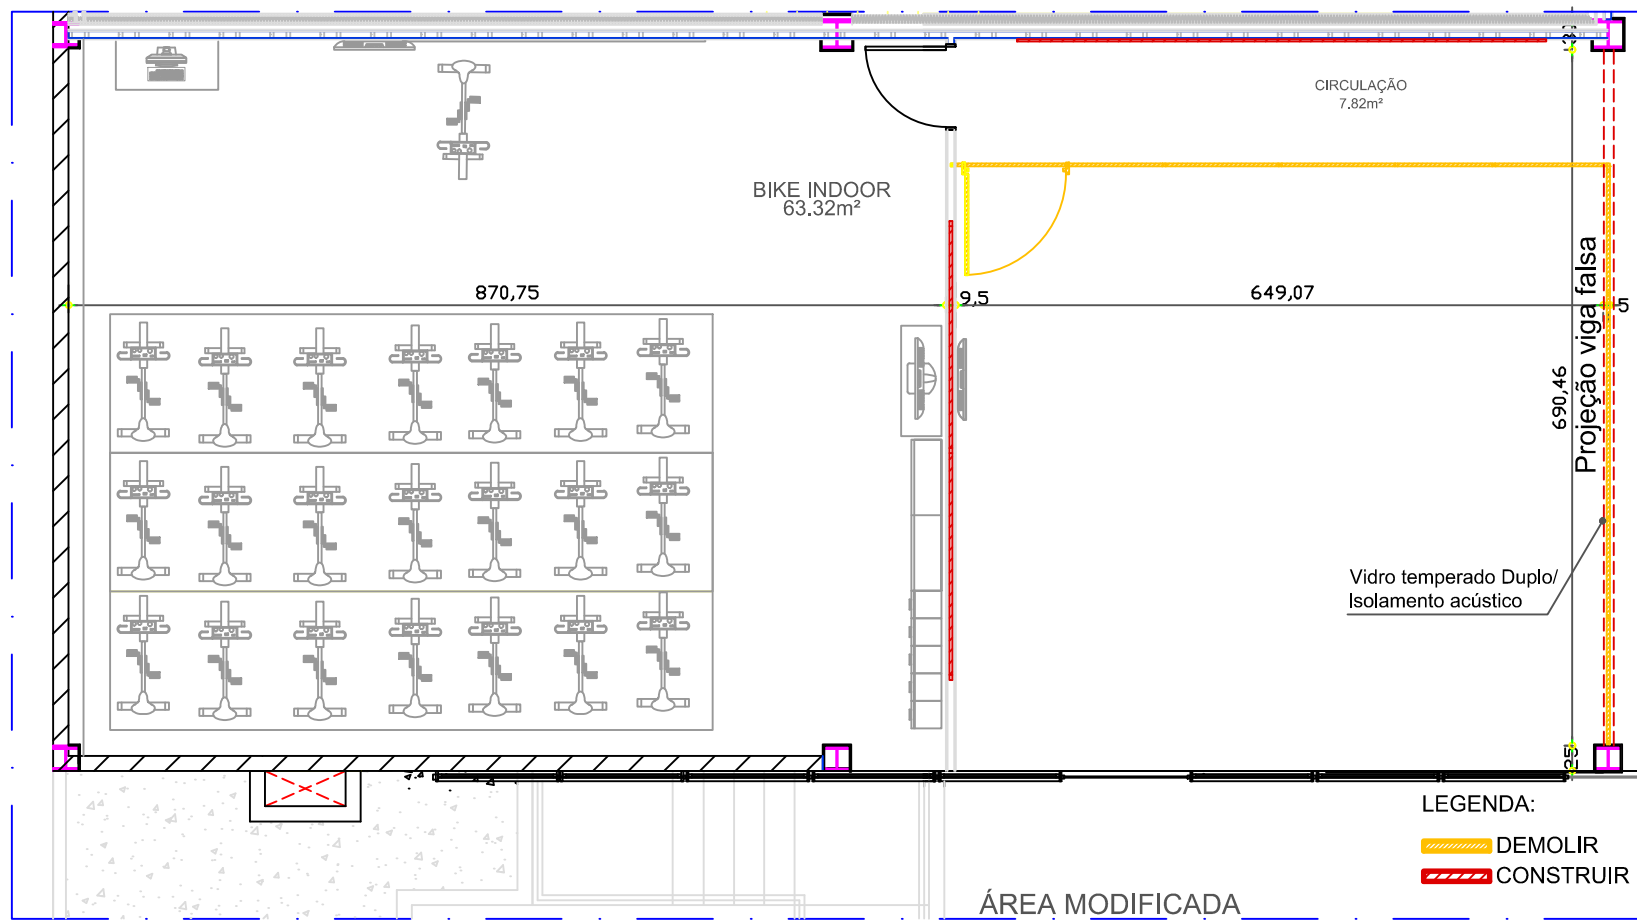 CIRCULAÇÃO
7.82m²
BIKE INDOOR
63.32m²
870,75
9,5
649,07
5
690,46
Projeção viga falsa
Vidro temperado Duplo/
Isolamento acústico
25
LEGENDA:
DEMOLIR
CONSTRUIR
ÁREA MODIFICADA